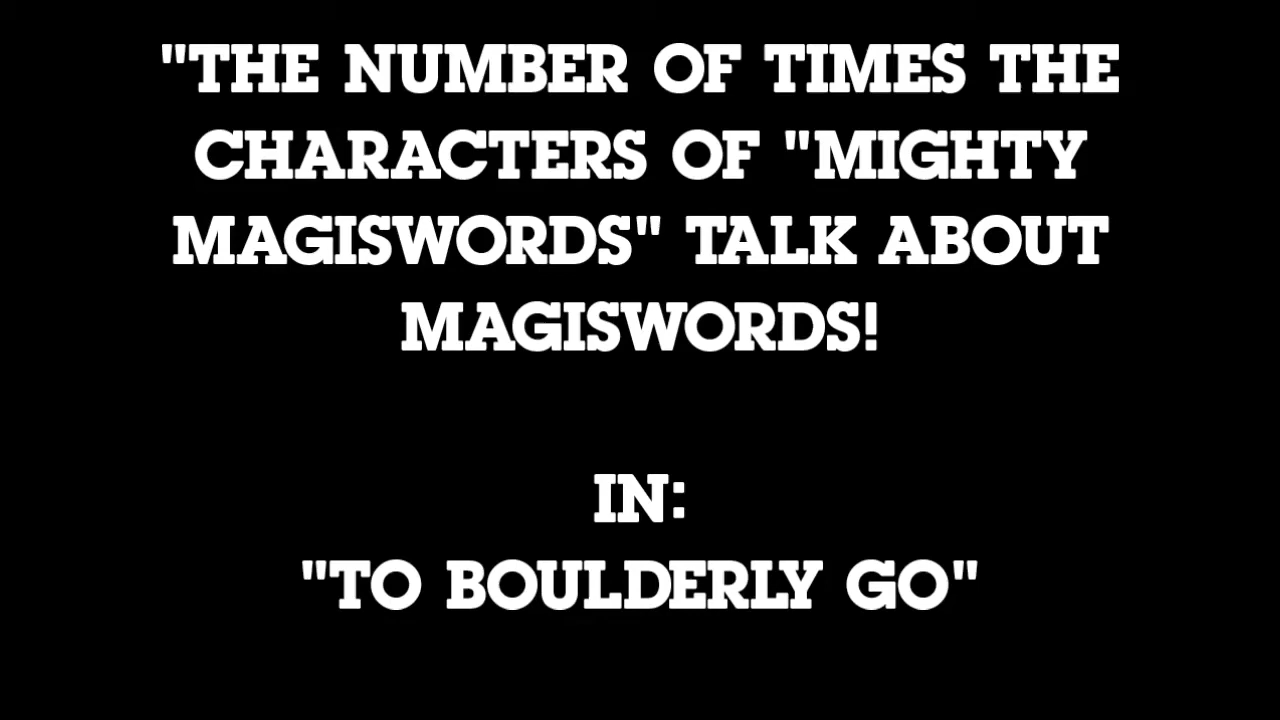 "THE NUMBER OF TIMES THE
CHARACTERS OF "MIGHTY
MAGISWORDS" TALK ABOUT
MAGISWORDS!
IN:
"TO BOULDERLY GO"